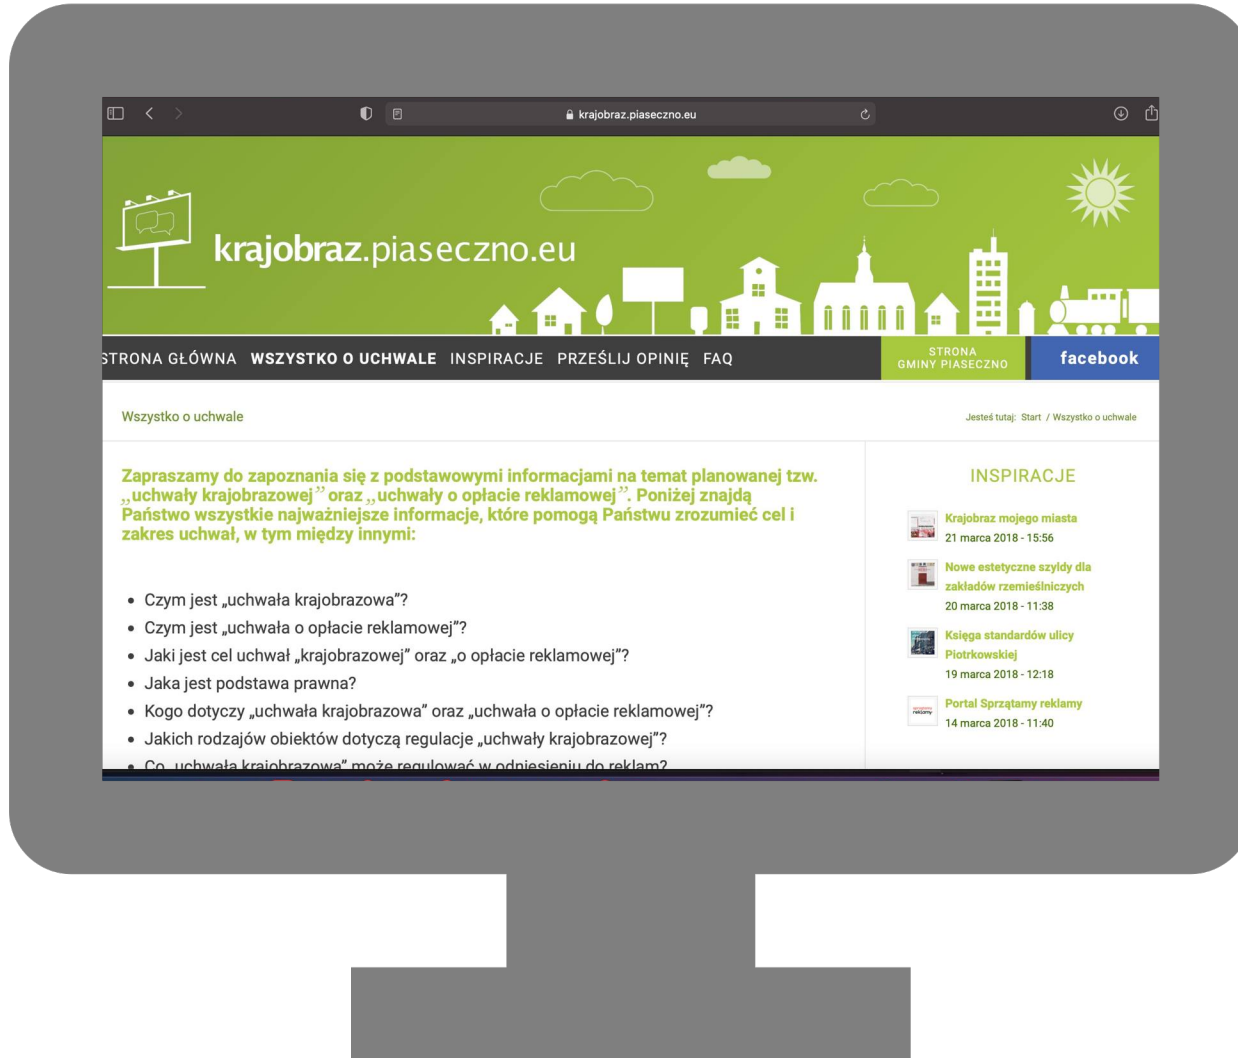 krajobraz.piaseczno.eu
krajobraz.piaseczno.eu
STRONA GŁÓWNA WSZYSTKO O UCHWALE INSPIRACJE PRZEŚLIJ OPINIĘ FAQ
STRONA
GMINY PIASECZNO
facebook
Wszystko o uchwale
Jesteś tutaj: Start / Wszystko o uchwale
Zapraszamy do zapoznania się z podstawowymi informacjami na temat planowanej tzw.
„uchwały krajobrazowej” oraz „uchwały o opłacie reklamowej”. Poniżej znajdą
Państwo wszystkie najważniejsze informacje, które pomogą Państwu zrozumieć cel i
zakres uchwał, w tym między innymi:
• Czym jest „uchwała krajobrazowa”?
• Czym jest „uchwała o opłacie reklamowej”?
• Jaki jest cel uchwał „krajobrazowej” oraz „o opłacie reklamowej”?
• Jaka jest podstawa prawna?
• Kogo dotyczy „uchwała krajobrazowa” oraz „uchwała o opłacie reklamowej”?
• Jakich rodzajów obiektów dotyczą regulacje „uchwały krajobrazowej”?
• Co „uchwała krajobrazowa” może regulować w odniesieniu do reklam?
INSPIRACJE
Krajobraz mojego miasta
21 marca 2018 - 15:56
Nowe estetyczne szyldy dla
zakładów rzemieślniczych
20 marca 2018 - 11:38
Księga standardów ulicy
Piotrkowskiej
19 marca 2018 - 12:18
Portal Sprzątamy reklamy
14 marca 2018 - 11:40